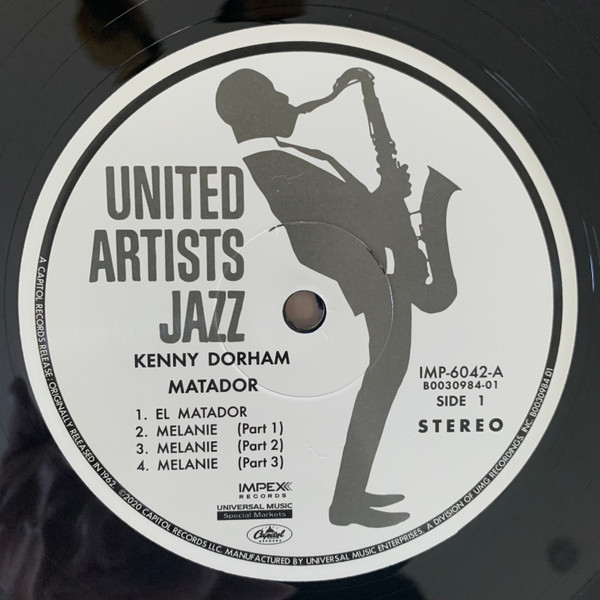 UNITED
ARTISTS
JAZZ
KENNY DORHAM
MATADOR
1. EL MATADOR
2. MELANIE (Part 1)
3. MELANIE (Part 2)
4. MELANIE (Part 3)
IMP-6042-A
B0030984-01
SIDE 1
STEREO
IMPEX
RECORDS
UNIVERSAL MUSIC
Special Markets
Capitol
RECORDS
A CAPITOL RECORDS RELEASE; ORIGINALLY RELEASED IN 1962. ©2020 CAPITOL RECORDS LLC. MANUFACTURED BY UNIVERSAL MUSIC ENTERPRISES, A DIVISION OF UMG RECORDINGS, INC. B0030984 01